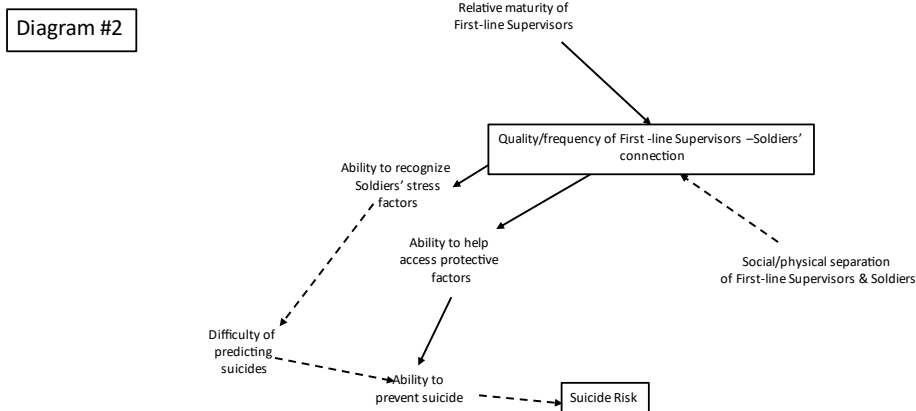 Diagram #2
Relative maturity of
First-line Supervisors
Quality/frequency of First -line Supervisors –Soldiers'
connection
Ability to recognize
Soldiers' stress
factors
Ability to help
access protective
factors
Social/physical separation
of First-line Supervisors & Soldiers
Difficulty of
predicting
suicides
Ability to
prevent suicide
Suicide Risk